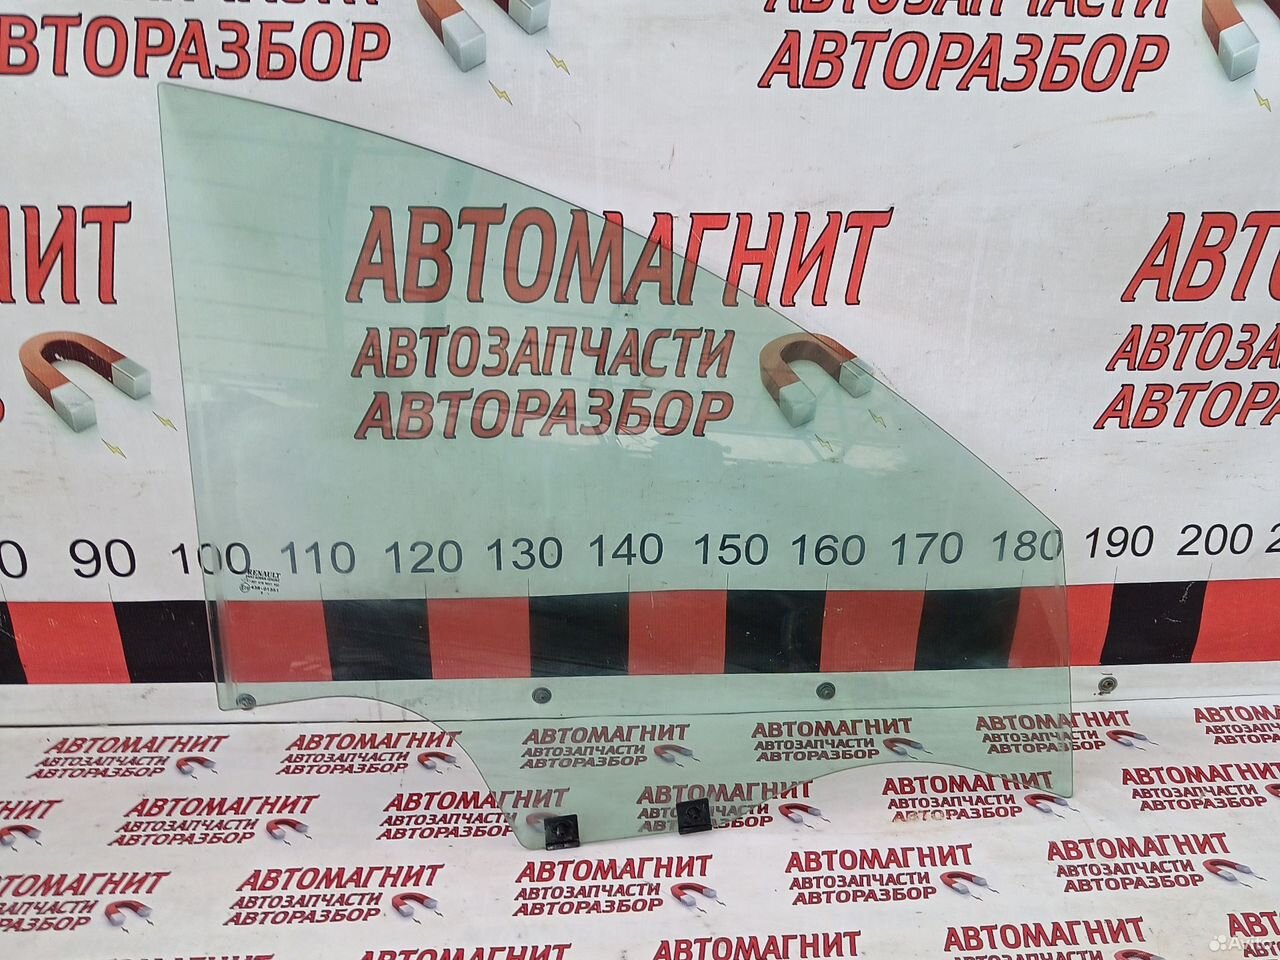 АВТОЗАПЧАСТИ
АВТОРАЗБОР
АВТОРАЗБОР
АВТОМАГНИТ
АВТОЗАПЧАСТИ
АВТОРАЗБОР
90 100 110 120 130 140 150 160 170 180 190 200
RENAULT
АВТОМАГНИТ АВТОМАГНИТ АВТОМАГНИТ АВТОМАГНИТ АВТОМАГНИТ
АВТОЗАПЧАСТИ АВТОЗАПЧАСТИ АВТОЗАПЧАСТИ АВТОЗАПЧАСТИ АВТОЗАПЧАСТИ
АВТОРАЗБОР АВТОРАЗБОР АВТОРАЗБОР АВТОРАЗБОР АВТОРАЗБОР
АВТОМАГНИТ АВТОМАГНИТ АВТОМАГНИТ АВТОМАГНИТ
АВТОЗАПЧАСТИ АВТОЗАПЧАСТИ АВТОЗАПЧАСТИ
АВТОРАЗБОР АВТОРАЗБОР АВТОРАЗБОР
АВТОМАГНИТ АВТОМАГНИТ АВТОМАГНИТ АВТОМАГНИТ
АВТОЗАПЧАСТИ АВТОЗАПЧАСТИ АВТОЗАПЧАСТИ АВТОЗАПЧАСТИ
АВТОРАЗБОР АВТОРАЗБОР АВТОРАЗБОР АВТОРАЗБОР
АВТОМАГНИТ АВТОМАГНИТ АВТОМАГНИТ
Avito